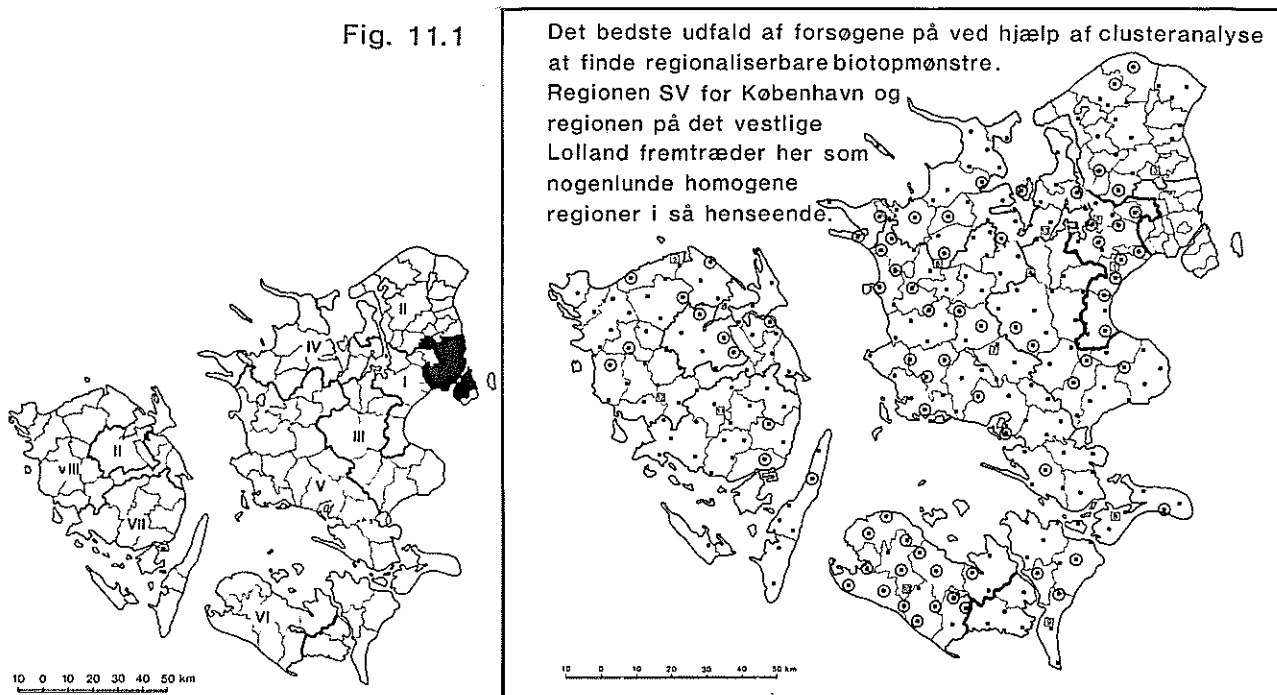 Fig. 11.1
II
IV
I
III
V
II
VIII
VII
VI
10 0 10 20 30 40 50 km
Det bedste udfald af forsøgene på ved hjælp af clusteranalyse
at finde regionaliserbare biotopmønstre.
Regionen SV for København og
regionen på det vestlige
Lolland fremtræder her som
nogenlunde homogene
regioner i så henseende.
10 0 10 20 30 40 50 km